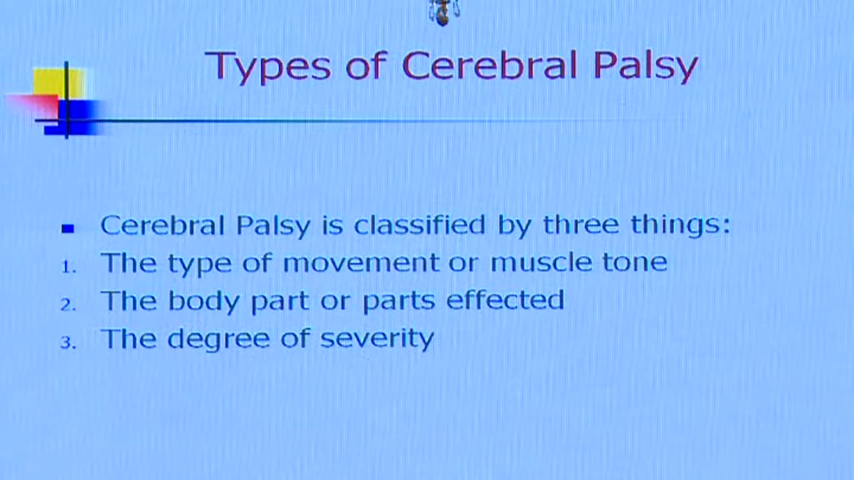 Types of Cerebral Palsy
Cerebral Palsy is classified by three things:
1. The type of movement or muscle tone
2. The body part or parts effected
3. The degree of severity